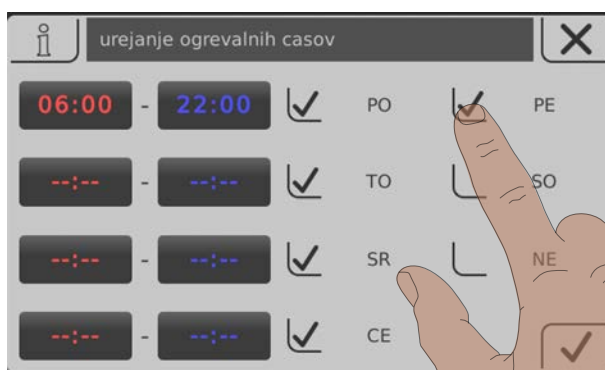 urejanje ogrevalnih casov
06:00 - 22:00 PO PE
--:-- - --:-- TO SO
--:-- - --:-- SR NE
--:-- - --:-- CE